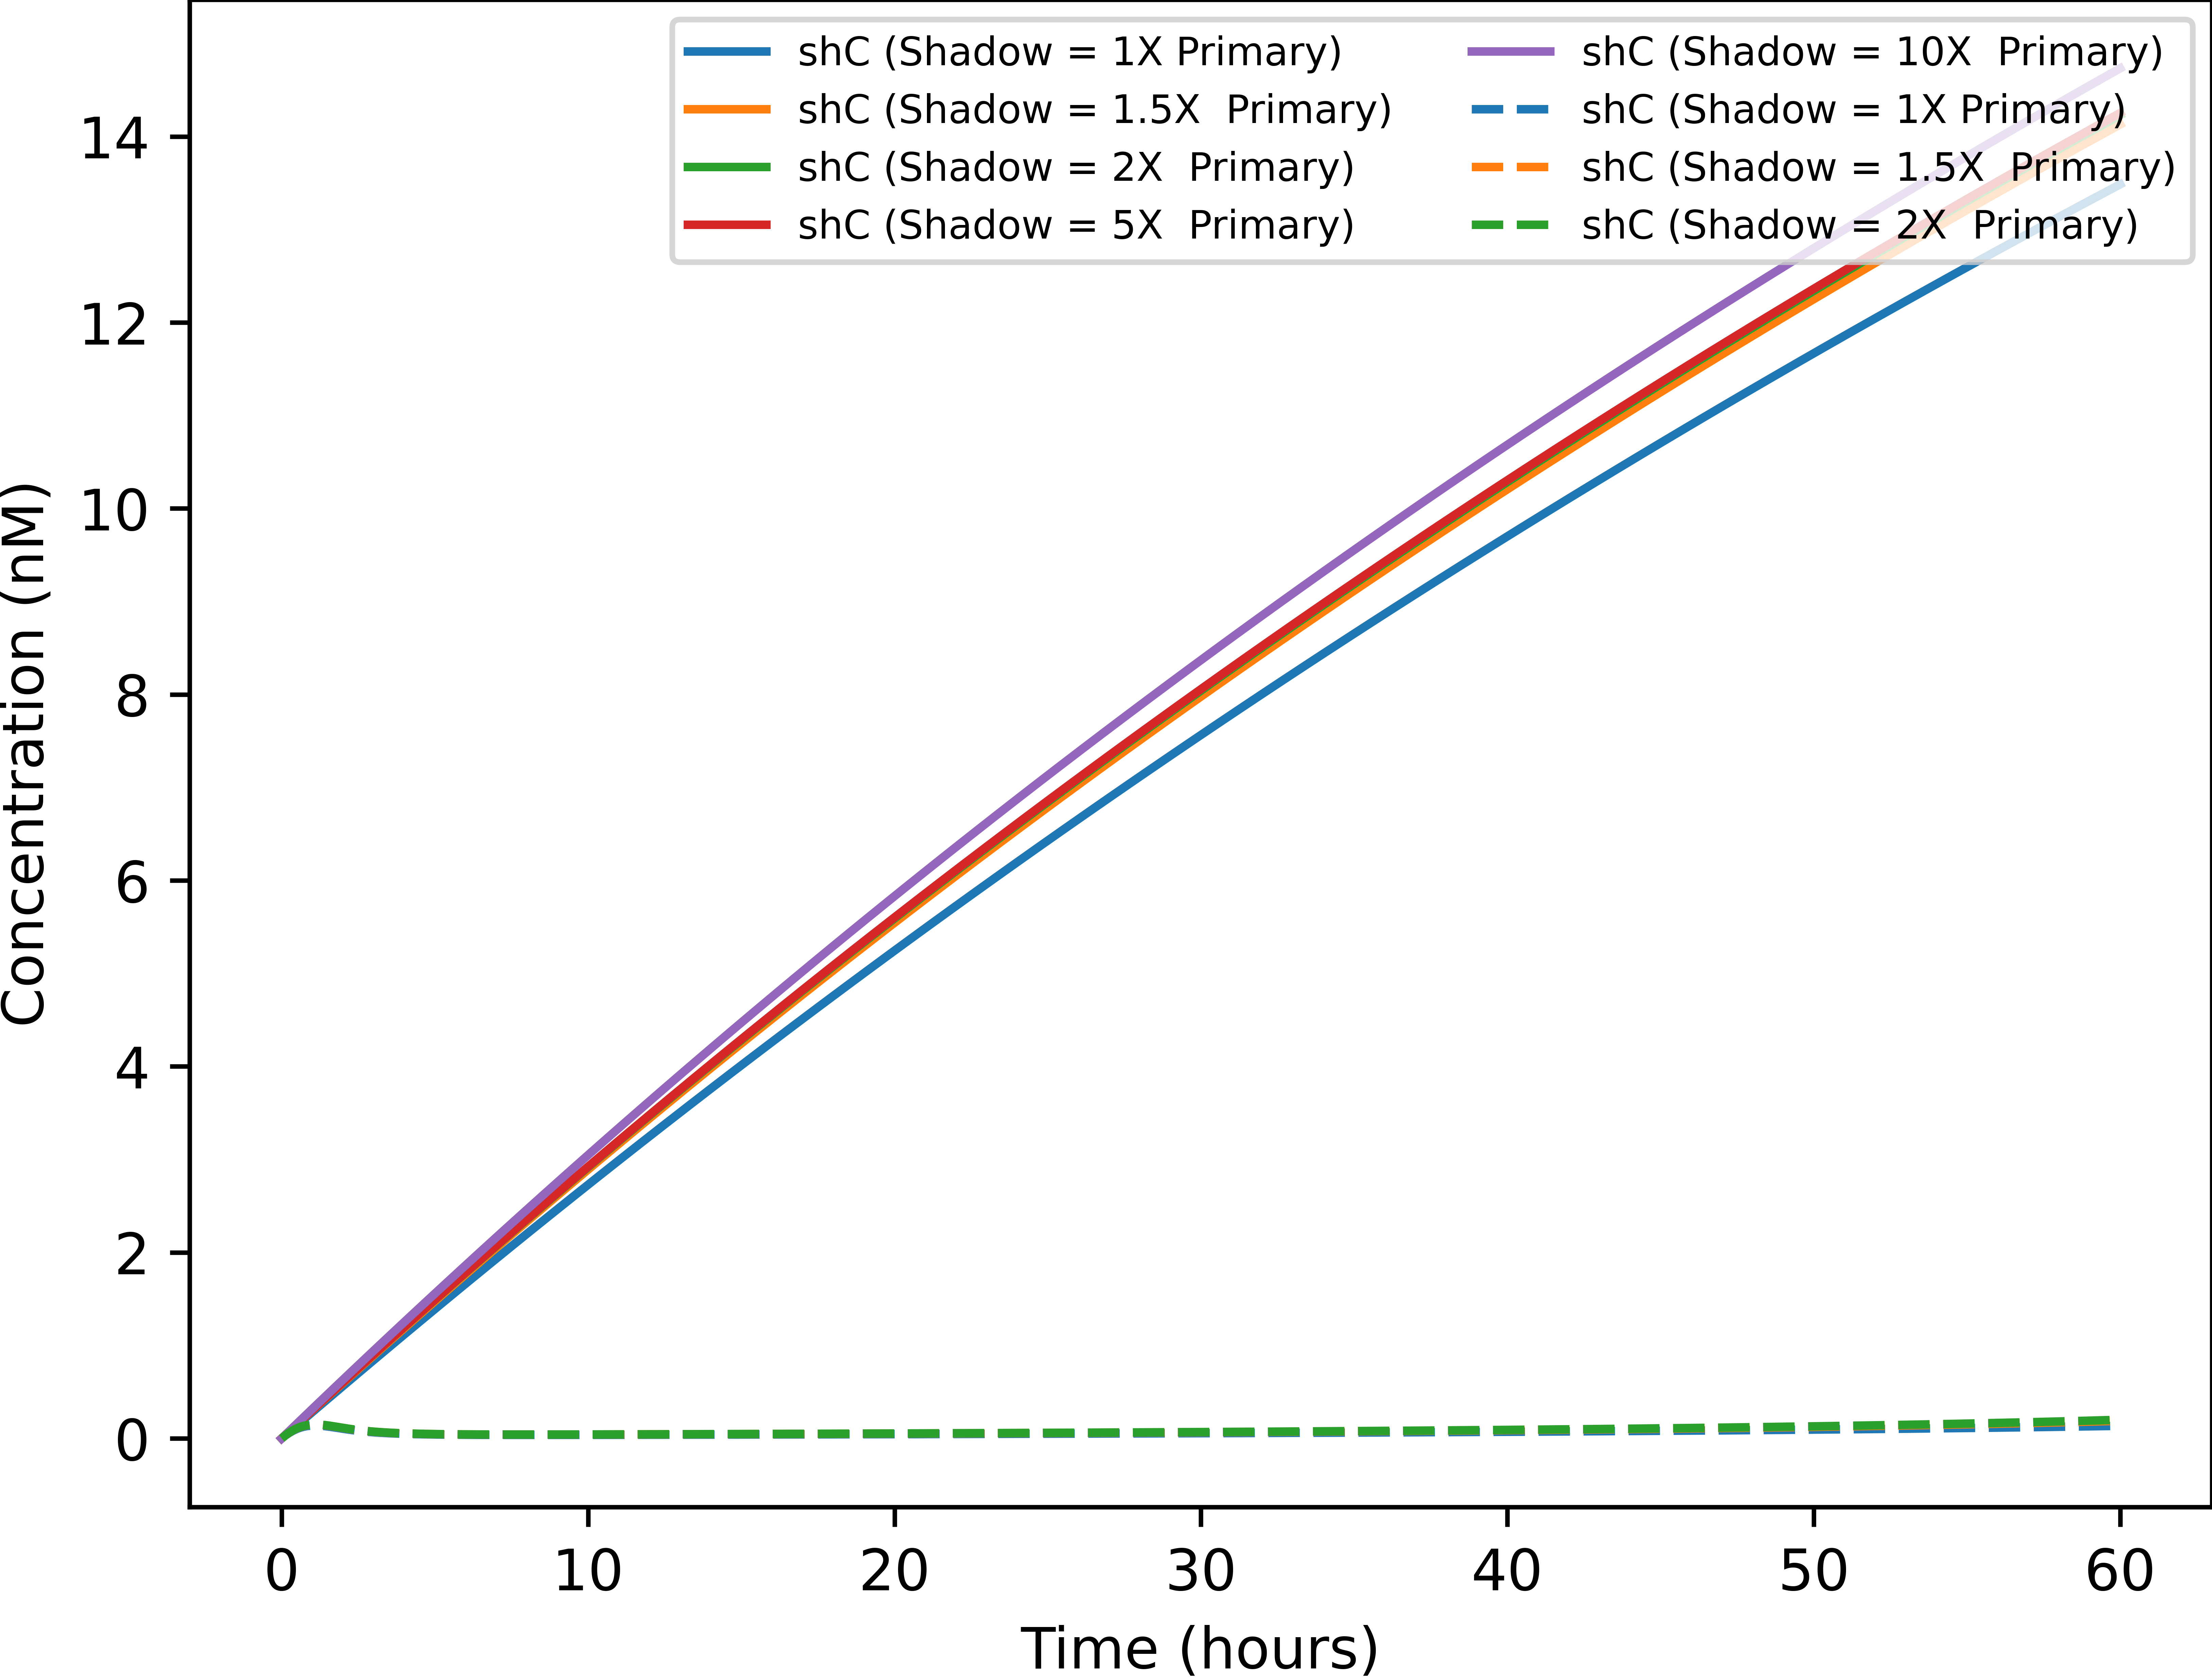 shC (Shadow = 1X Primary)
shC (Shadow = 1.5X  Primary)
shC (Shadow = 2X  Primary)
shC (Shadow = 5X  Primary)
shC (Shadow = 10X  Primary)
shC (Shadow = 1X Primary)
shC (Shadow = 1.5X  Primary)
shC (Shadow = 2X  Primary)
14
12
10
8
6
4
2
0
Concentration (nM)
0 10 20 30 40 50 60
Time (hours)